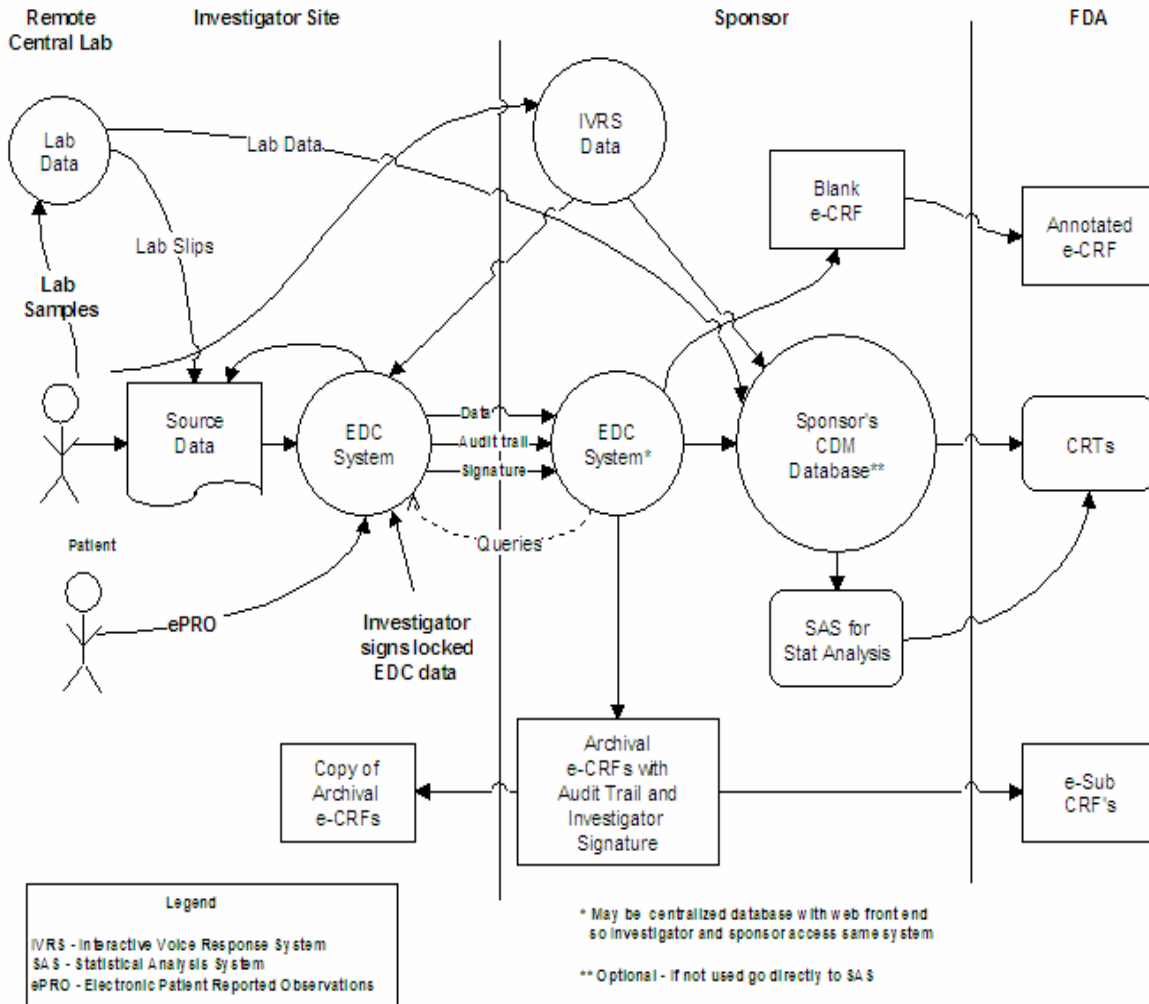 Remote
Central Lab
Investigator Site
Sponsor
FDA
Lab
Data
Lab Data
IVRS
Data
Blank
e-CRF
Annotated
e-CRF
Lab Slips
Lab
Samples
Source
Data
EDC
System
Data
Audit trail
Signature
EDC
System*
Sponsor's
CDM
Database**
CRTs
Queries
Patient
ePRO
Investigator
signs locked
EDC data
SAS for
Stat Analysis
Copy of
Archival
e-CRFs
Archival
e-CRFs with
Audit Trail and
Investigator
Signature
e-Sub
CRF's
Legend
IVRS - Interactive Voice Response System
SAS - Statistical Analysis System
ePRO - Electronic Patient Reported Observations
* May be centralized database with web front end
so investigator and sponsor access same system
** Optional - If not used go directly to SAS